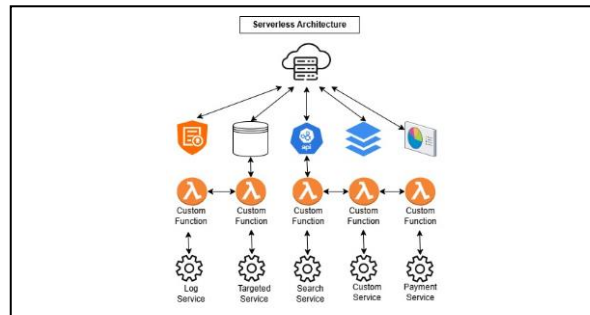 Serverless Architecture
api
Custom
Function
Custom
Function
Custom
Function
Custom
Function
Custom
Function
Log
Service
Targeted
Service
Search
Service
Custom
Service
Payment
Service